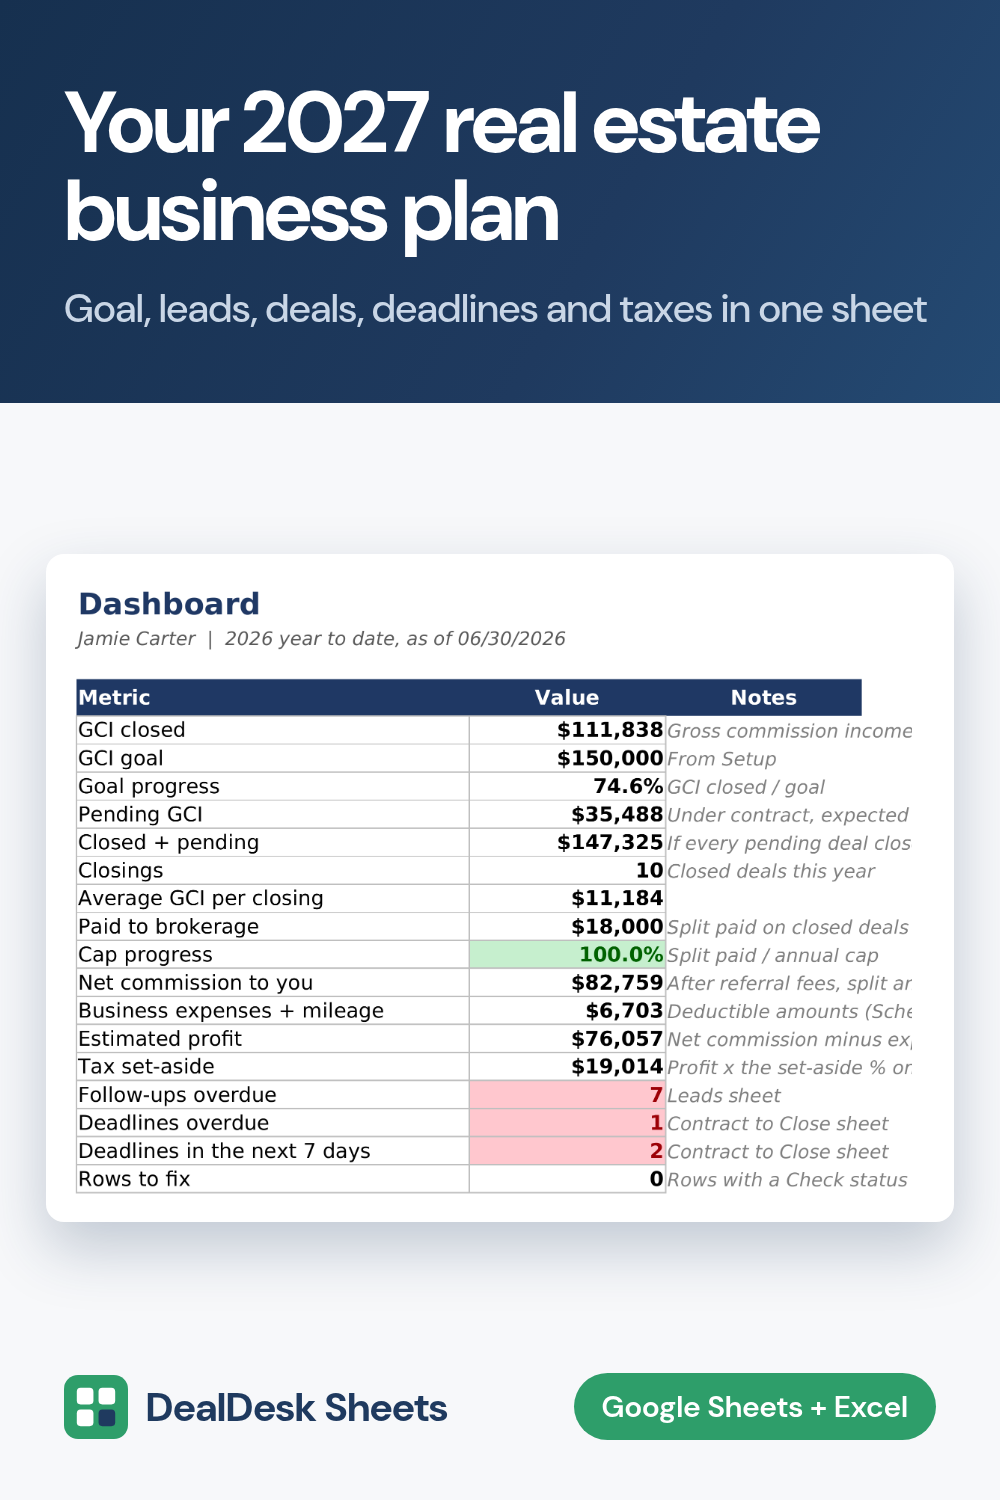 Your 2027 real estate
business plan
Goal, leads, deals, deadlines and taxes in one sheet
Dashboard
Jamie Carter | 2026 year to date, as of 06/30/2026
Metric Value Notes
GCI closed $111,838 Gross commission income
GCI goal $150,000 From Setup
Goal progress 74.6% GCI closed / goal
Pending GCI $35,488 Under contract, expected
Closed + pending $147,325 If every pending deal clos
Closings 10 Closed deals this year
Average GCI per closing $11,184
Paid to brokerage $18,000 Split paid on closed deals
Cap progress 100.0% Split paid / annual cap
Net commission to you $82,759 After referral fees, split
Business expenses + mileage $6,703 Deductible amounts (Sche
Estimated profit $76,057 Net commission minus
Tax set-aside $19,014 Profit x the set-aside %
Follow-ups overdue 7 Leads sheet
Deadlines overdue 1 Contract to Close sheet
Deadlines in the next 7 days 2 Contract to Close sheet
Rows to fix 0 Rows with a Check status
DealDesk Sheets
Google Sheets + Excel